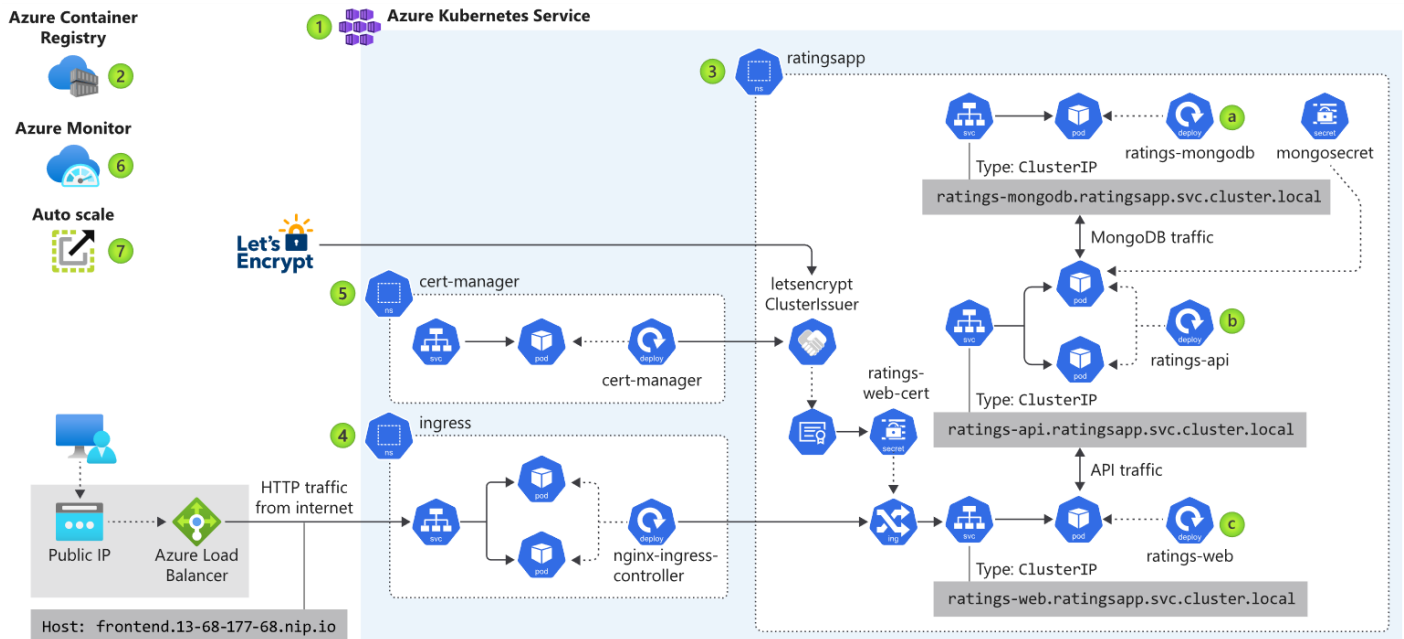 Azure Container
Registry
2
Azure Monitor
6
Auto scale
7
1
Azure Kubernetes Service
Let's
Encrypt
3
ns
ratingsapp
svc
pod
deploy
a
ratings-mongodb
secret
mongosecret
Type: ClusterIP
ratings-mongodb.ratingsapp.svc.cluster.local
MongoDB traffic
5
ns
cert-manager
svc
pod
deploy
cert-manager
letsencrypt
ClusterIssuer
ratings-
web-cert
secret
pod
svc
pod
deploy
b
ratings-api
Type: ClusterIP
ratings-api.ratingsapp.svc.cluster.local
API traffic
4
ns
ingress
HTTP traffic
from internet
Public IP
Azure Load
Balancer
Host: frontend.13-68-177-68.nip.io
svc
pod
pod
deploy
nginx-ingress-
controller
ing
svc
pod
deploy
c
ratings-web
Type: ClusterIP
ratings-web.ratingsapp.svc.cluster.local